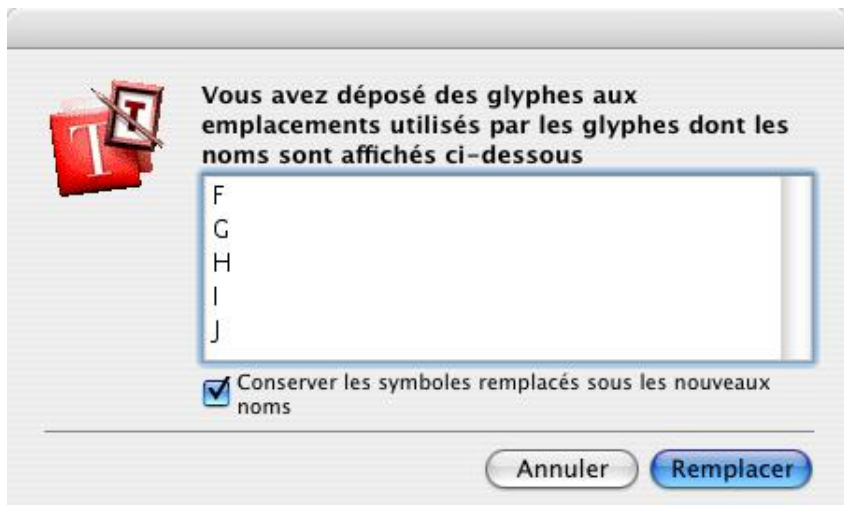 Vous avez déposé des glyphes aux
emplacements utilisés par les glyphes dont les
noms sont affichés ci-dessous
F
G
H
I
J
Conserver les symboles remplacés sous les nouveaux
noms
Annuler
Remplacer